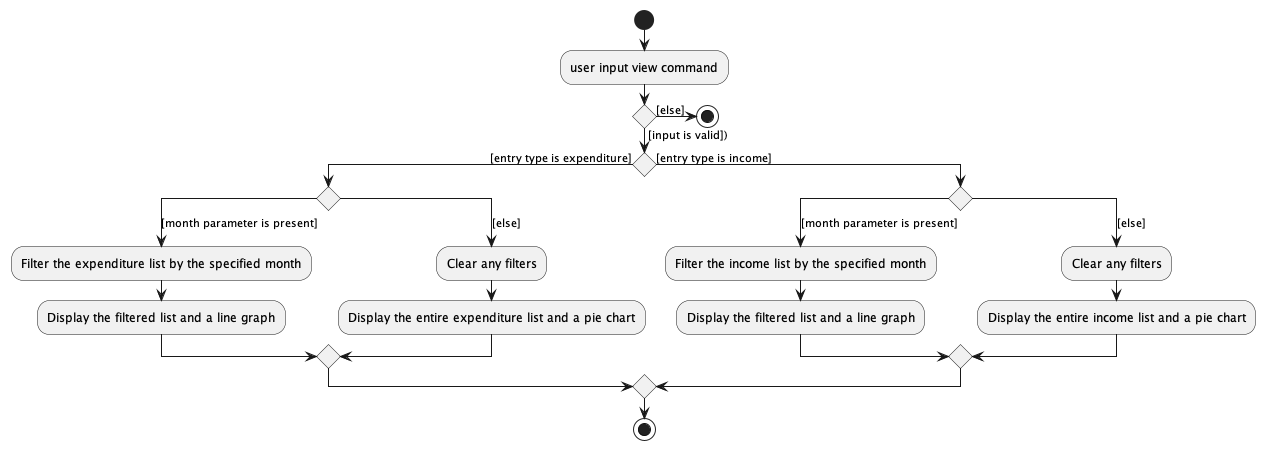 user input view command
[else]
[input is valid])
[entry type is expenditure]
[entry type is income]
[month parameter is present]
[else]
[month parameter is present]
[else]
Filter the expenditure list by the specified month
Clear any filters
Filter the income list by the specified month
Clear any filters
Display the filtered list and a line graph
Display the entire expenditure list and a pie chart
Display the filtered list and a line graph
Display the entire income list and a pie chart